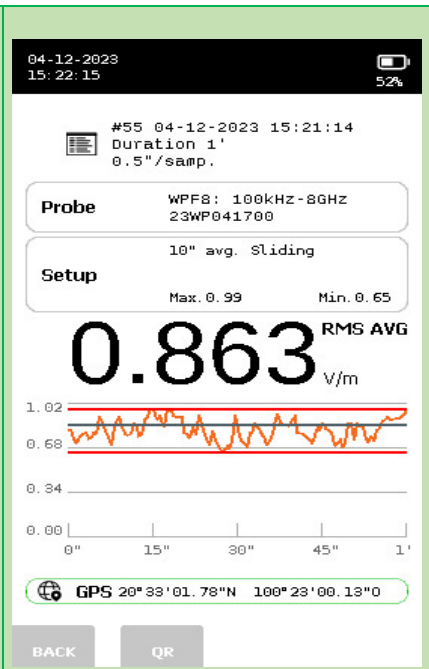 04-12-2023
15:22:15
52%
#55 04-12-2023 15:21:14
Duration 1'
0.5"/samp.
Probe
WPF8: 100kHz-8GHz
23WP041700
Setup
10" avg. Sliding
Max.0.99 Min.0.65
0.863 RMS AVG
V/m
1.02
0.68
0.34
0.00
0" 15" 30" 45" 1'
GPS 20°33'01.78"N 100°23'00.13"O
BACK QR